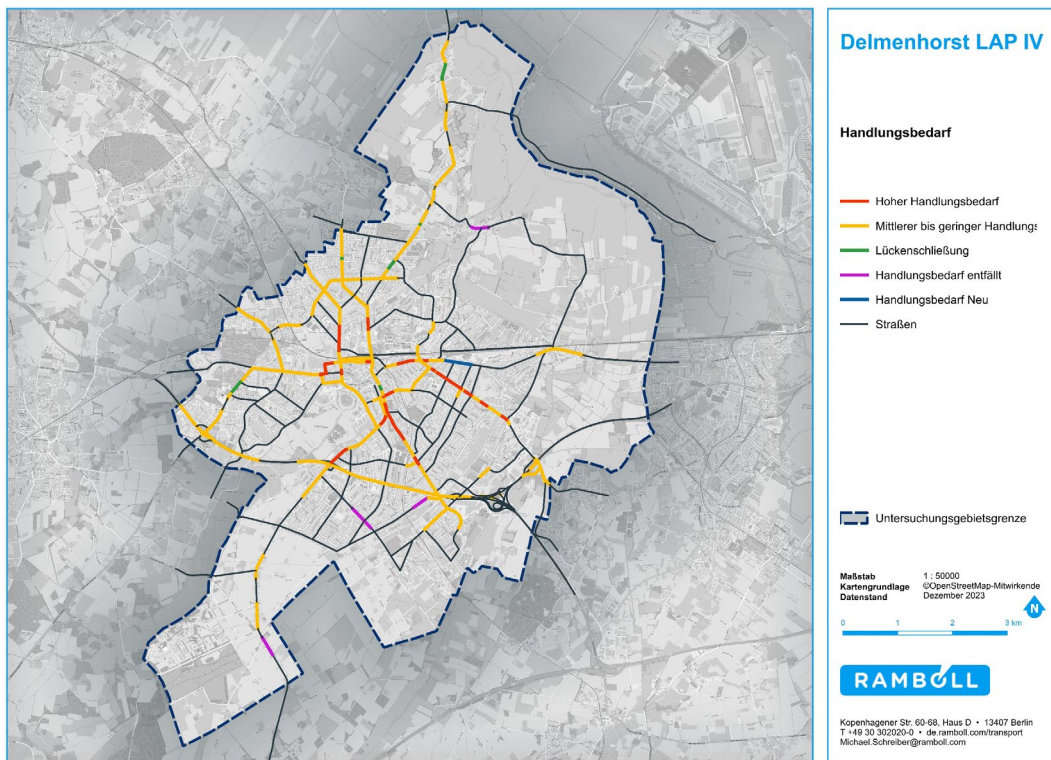 Delmenhorst LAP IV
Handlungsbedarf
Hoher Handlungsbedarf
Mittlerer bis geringer Handlungs
Lückenschließung
Handlungsbedarf entfällt
Handlungsbedarf Neu
Straßen
Untersuchungsgebietsgrenze
Maßstab 1 : 50000
Kartengrundlage ©OpenStreetMap-Mitwirkende
Datenstand Dezember 2023
N
0 1 2 3 km
RAMBOLL
Kopenhagener Str. 60-68, Haus D • 13407 Berlin
T +49 30 302020-0 • de.ramboll.com/transport
Michael.Schreiber@ramboll.com